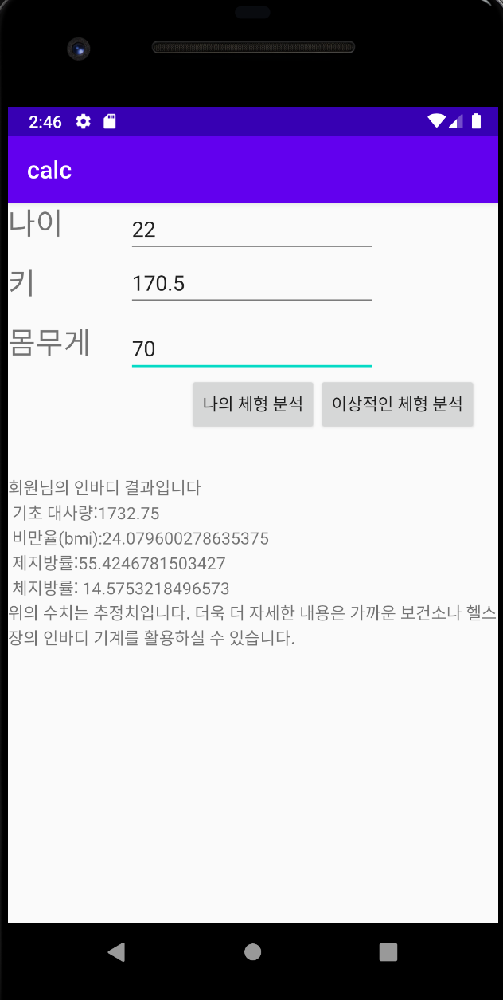 2:46
calc
나이 22
키 170.5
몸무게 70
나의 체형 분석 이상적인 체형 분석
회원님의 인바디 결과입니다
기초 대사량:1732.75
비만율(bmi):24.079600278635375
제지방률:55.4246781503427
체지방률: 14.5753218496573
위의 수치는 추정치입니다. 더욱 더 자세한 내용은 가까운 보건소나 헬스
장의 인바디 기계를 활용하실 수 있습니다.